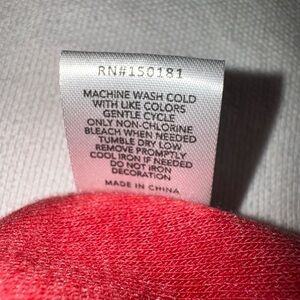 RN#150181
MACHINE WASH COLD
WITH LIKE COLORS
GENTLE CYCLE
ONLY NON-CHLORINE
BLEACH WHEN NEEDED
TUMBLE DRY LOW
REMOVE PROMPTLY
COOL IRON IF NEEDED
DO NOT IRON
DECORATION
MADE IN CHINA